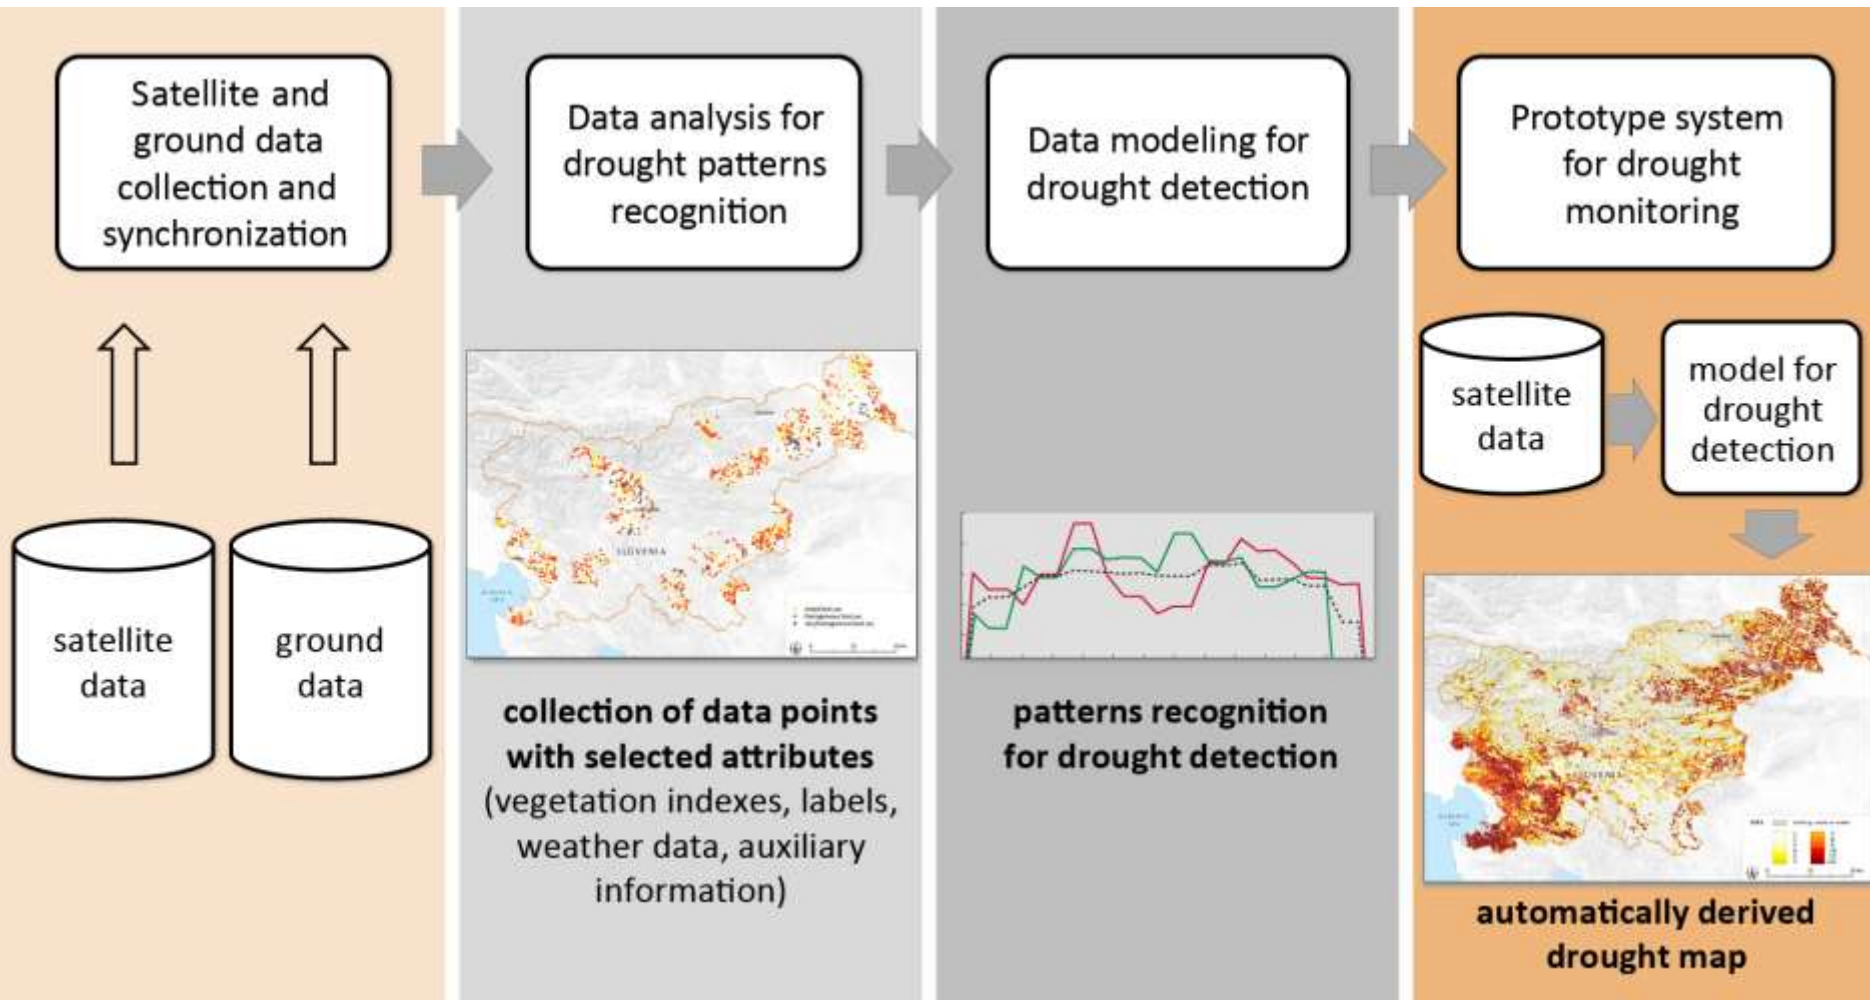 Satellite and
ground data
collection and
synchronization
Data analysis for
drought patterns
recognition
Data modeling for
drought detection
Prototype system
for drought
monitoring
satellite
data
ground
data
SLOVENIA
collection of data points
with selected attributes
(vegetation indexes, labels,
weather data, auxiliary
information)
patterns recognition
for drought detection
satellite
data
model for
drought
detection
SLOVENIA
automatically derived
drought map